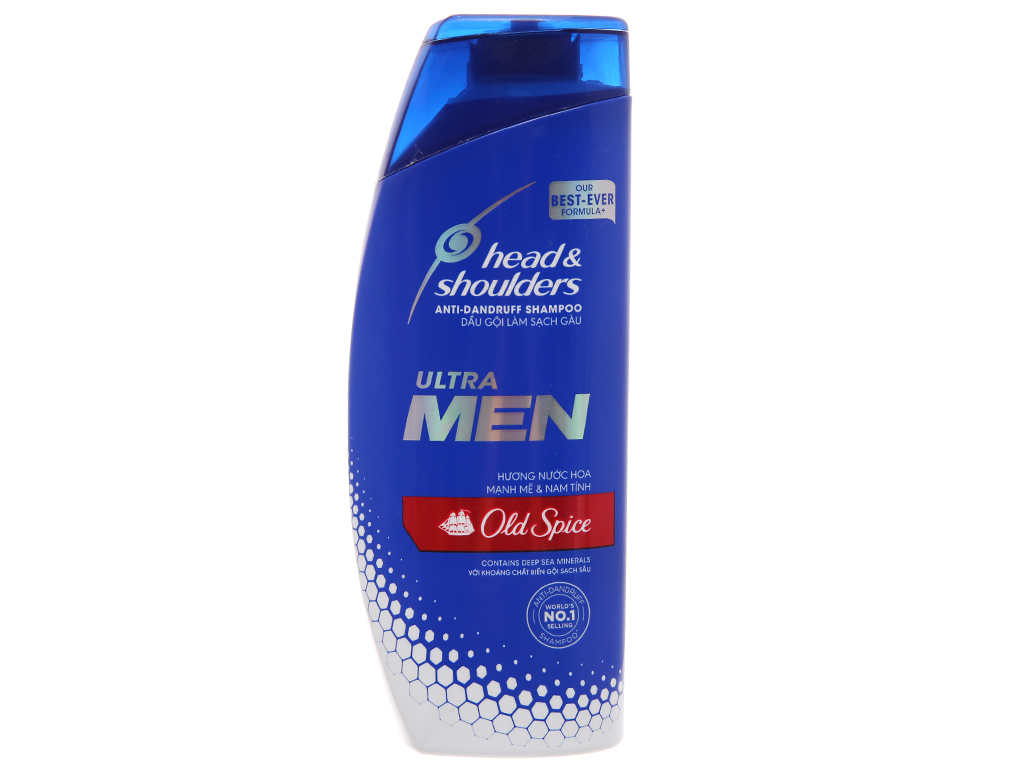 OUR
BEST-EVER
FORMULA+
head &
shoulders
ANTI-DANDRUFF SHAMPOO
DẦU GỘI LÀM SẠCH GÀU
ULTRA
MEN
HƯƠNG NƯỚC HOA
MẠNH MẼ & NAM TÍNH
Old Spice
CONTAINS DEEP SEA MINERALS
VỚI KHOÁNG CHẤT BIỂN GỘI SẠCH SÂU
ANTI-DANDRUFF
WORLD'S
NO.1
SELLING
SHAMPOO*